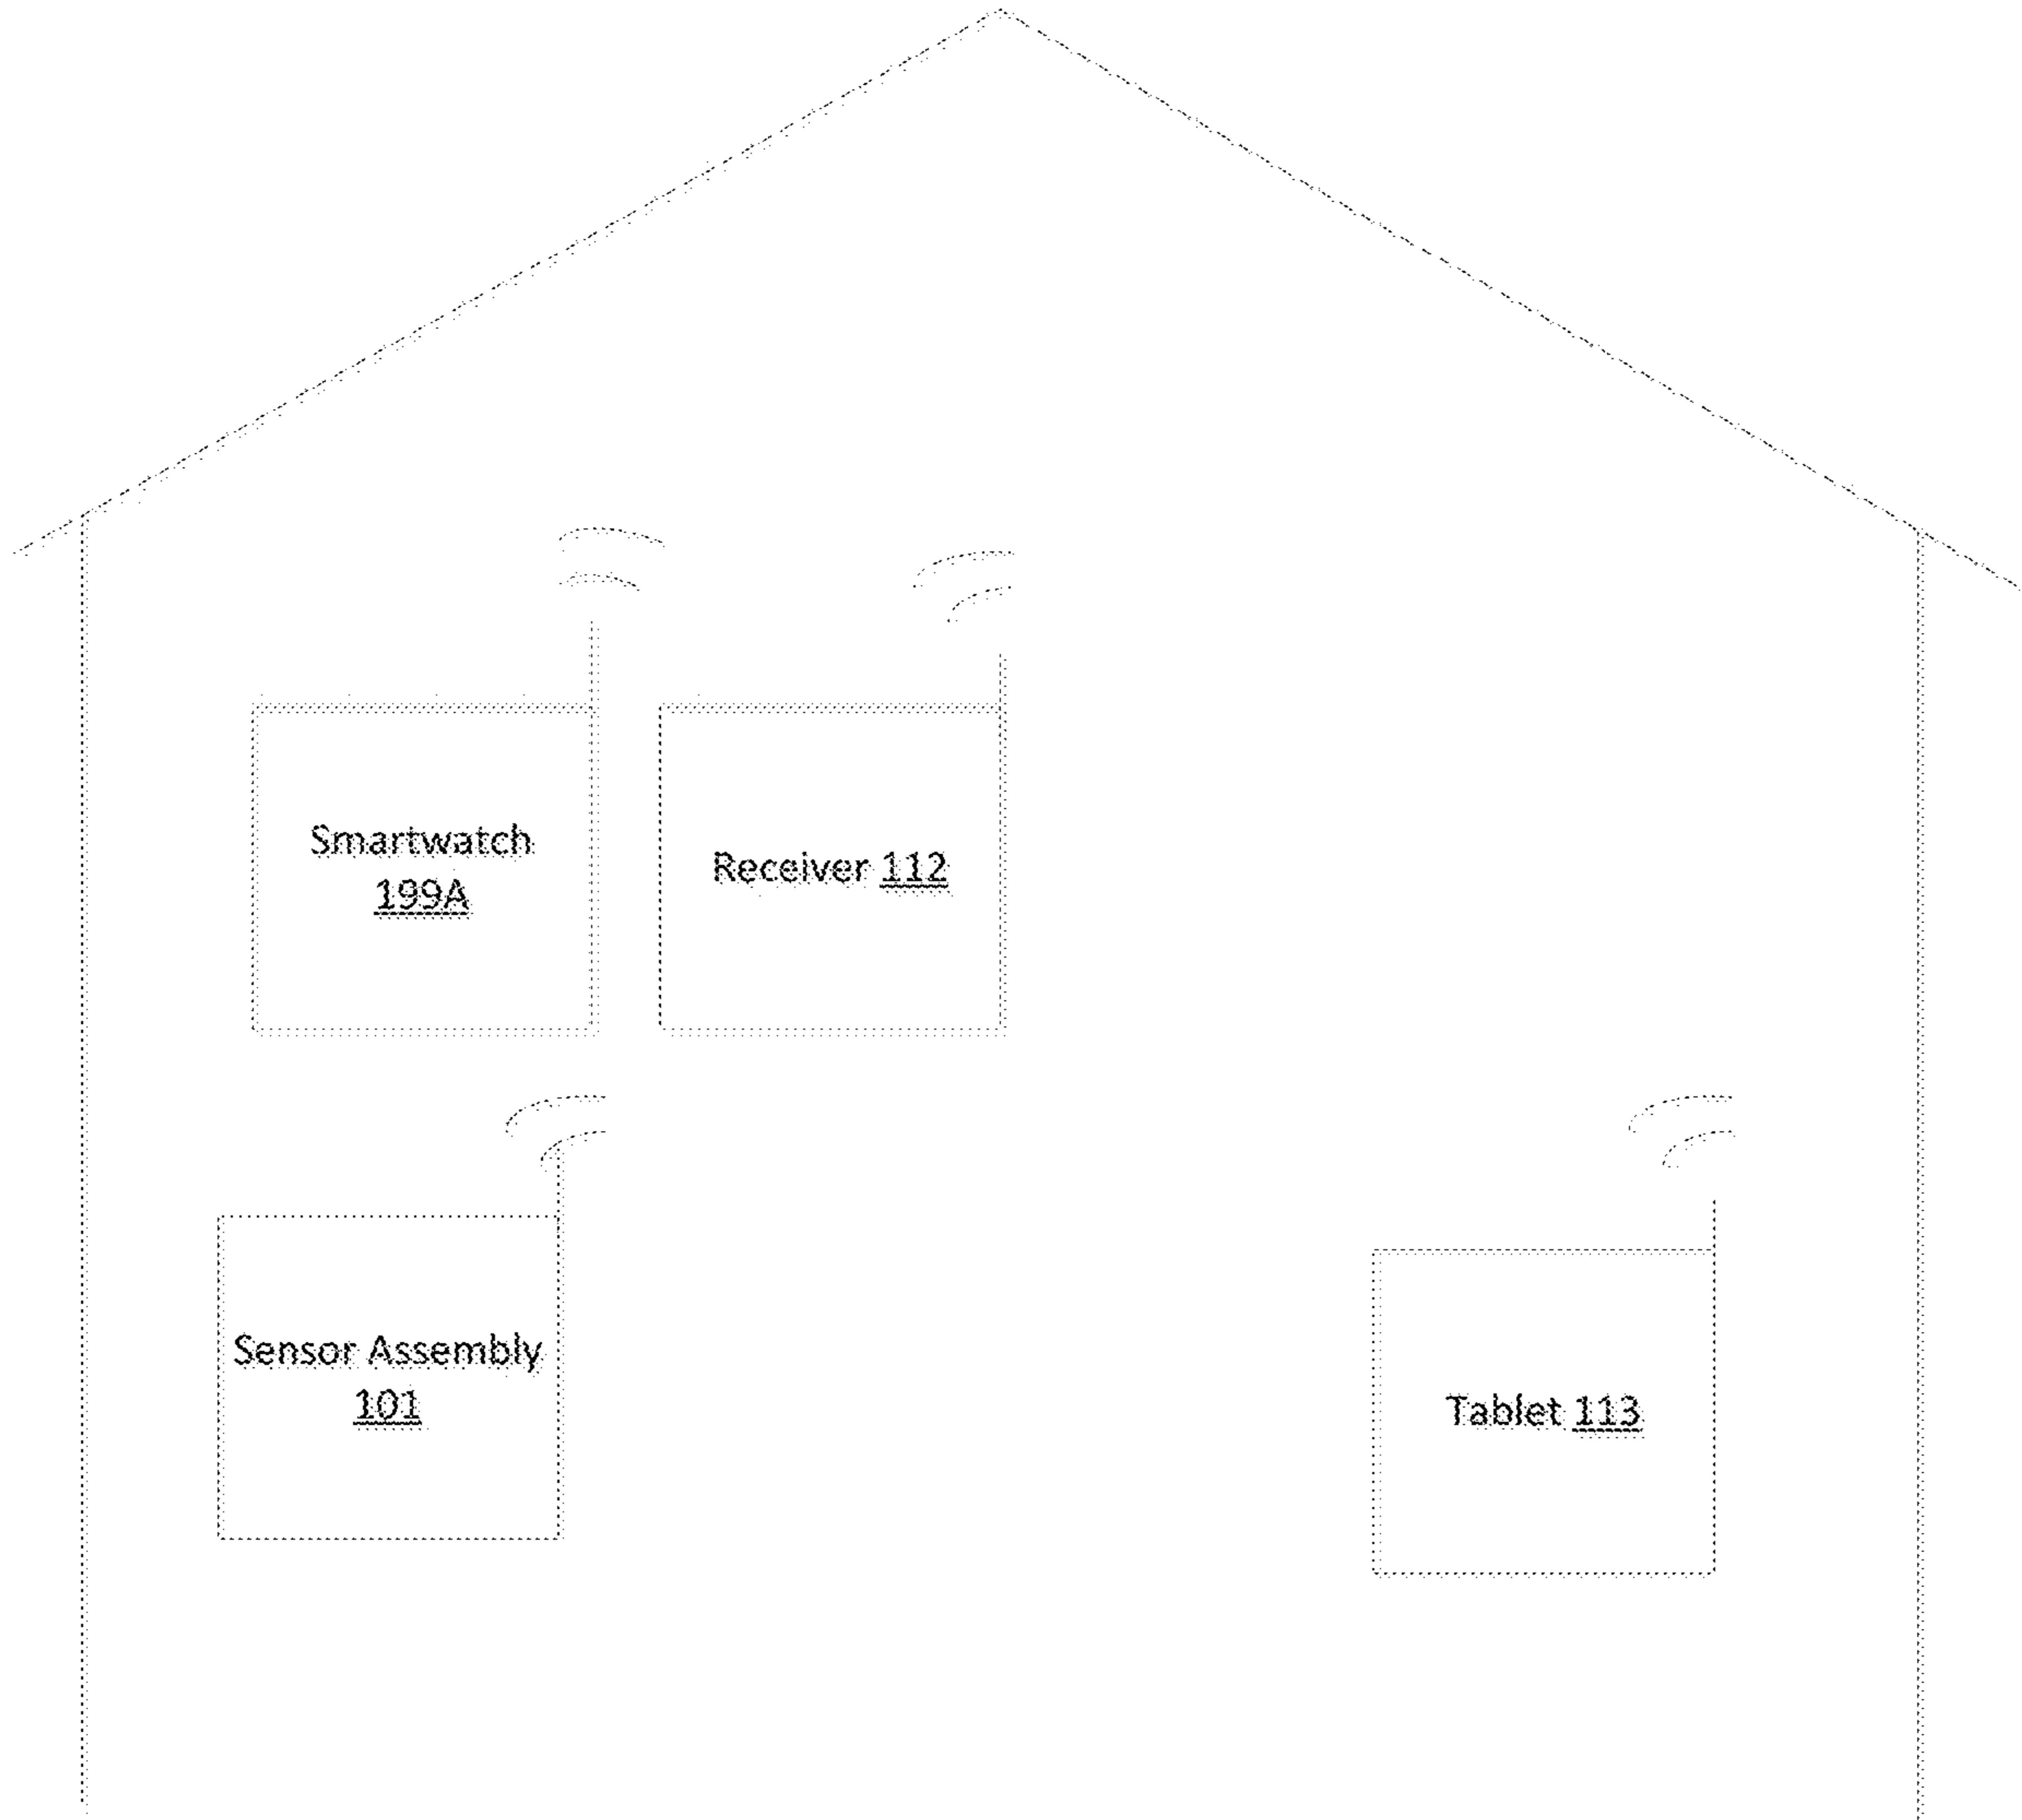 Smartwatch
199A
Receiver 112
Sensor Assembly
101
Tablet 113